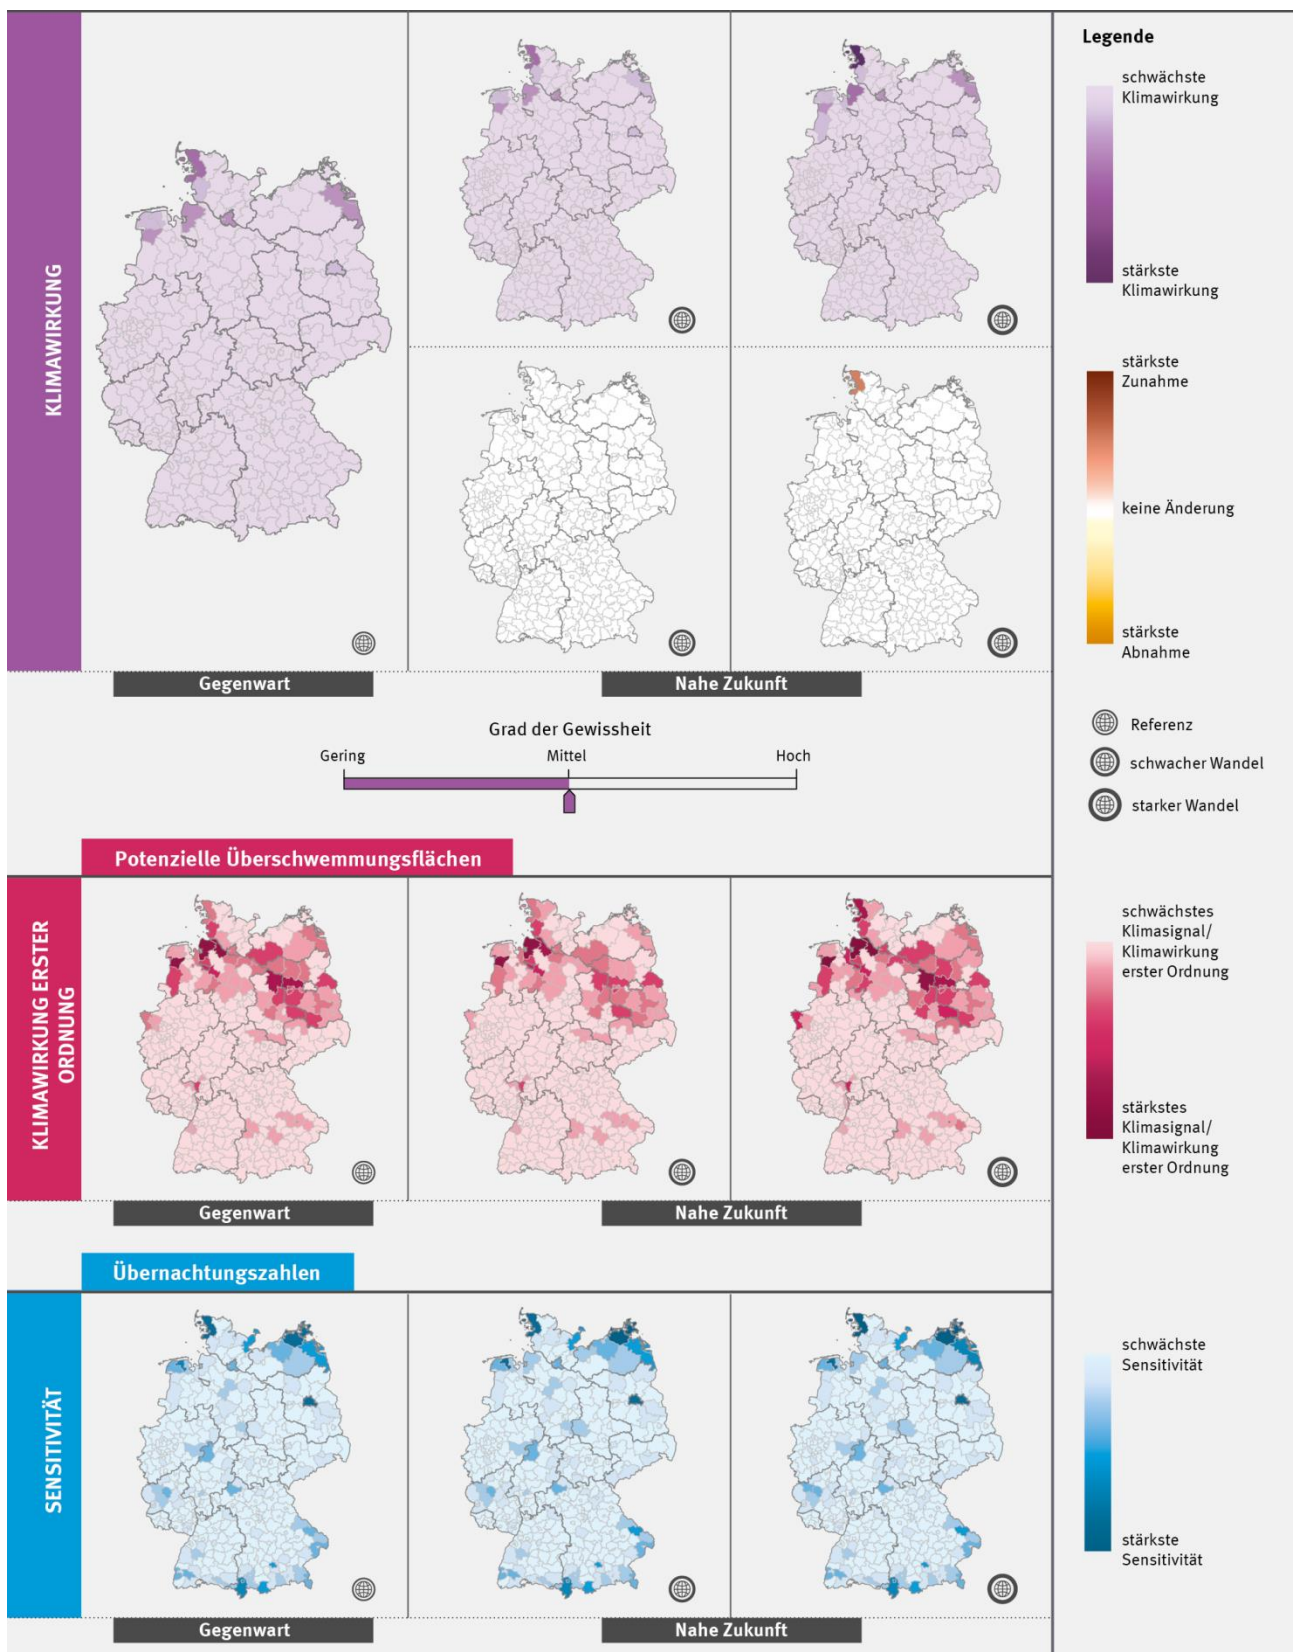 KLIMAWIRKUNG
Gegenwart
Nahe Zukunft
Grad der Gewissheit
Gering
Mittel
Hoch
Potenzielle Überschwemmungsflächen
KLIMAWIRKUNG ERSTER
ORDNUNG
Gegenwart
Nahe Zukunft
Übernachtungszahlen
SENSITIVITÄT
Gegenwart
Nahe Zukunft
Legende
schwächste
Klimawirkung
stärkste
Klimawirkung
stärkste
Zunahme
keine Änderung
stärkste
Abnahme
Referenz
schwacher Wandel
starker Wandel
schwächstes
Klimasignal/
Klimawirkung
erster Ordnung
stärkstes
Klimasignal/
Klimawirkung
erster Ordnung
schwächste
Sensitivität
stärkste
Sensitivität